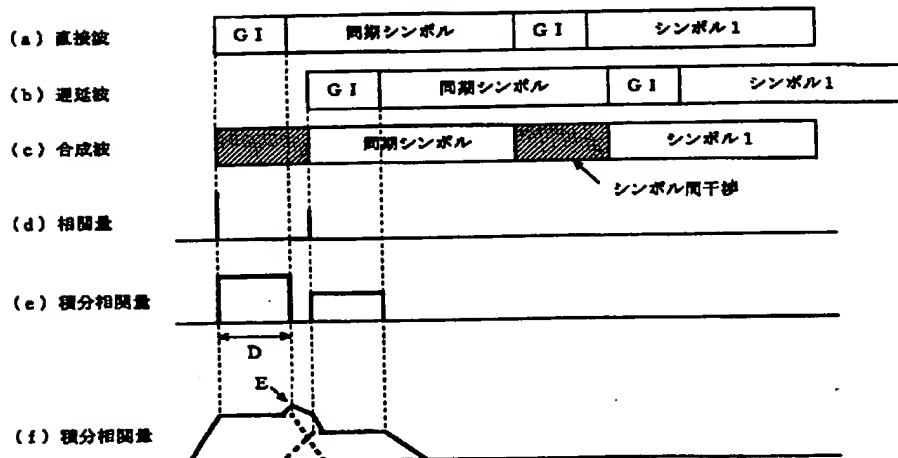 (a) 直接波 GI 同期シンボル GI シンボル1
(b) 遅延波 GI 同期シンボル GI シンボル1
(c) 合成波 同期シンボル シンボル1
シンボル間干渉
(d) 相関量
(e) 積分相関量
D
E
(f) 積分相関量